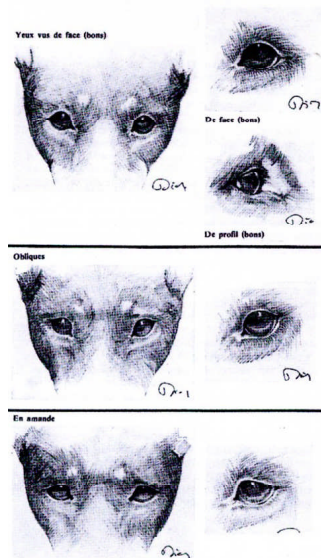 Yeux vus de face (bons)
De face (bons)
De profil (bons)
Obliques
En amande